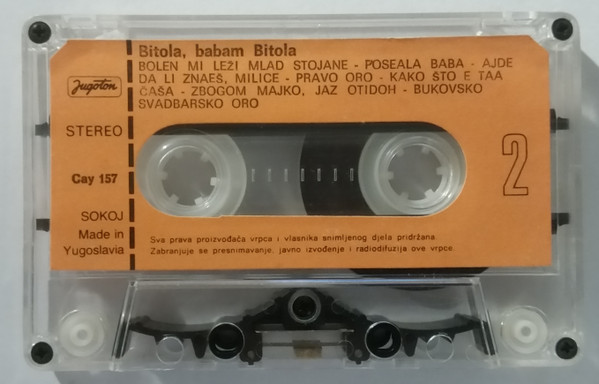 Bitola, babam Bitola
BOLEN MI LEŽI MLAD STOJANE - POSEALA BABA - AJDE
DA LI ZNAEŠ, MILICE - PRAVO ORO - KAKO ŠTO E TAA
ČAŠA - ZBOGOM MAJKO, JAZ OTIDOH - BUKOVSKO
SVADBARSKO ORO
Jugoton
STEREO
Cay 157
SOKOJ
Made in
Yugoslavia
2
Sva prava proizvođača vrpca i vlasnika snimljenog djela pridržana.
Zabranjuje se presnimavanje, javno izvođenje i radiodifuzija ove vrpce.